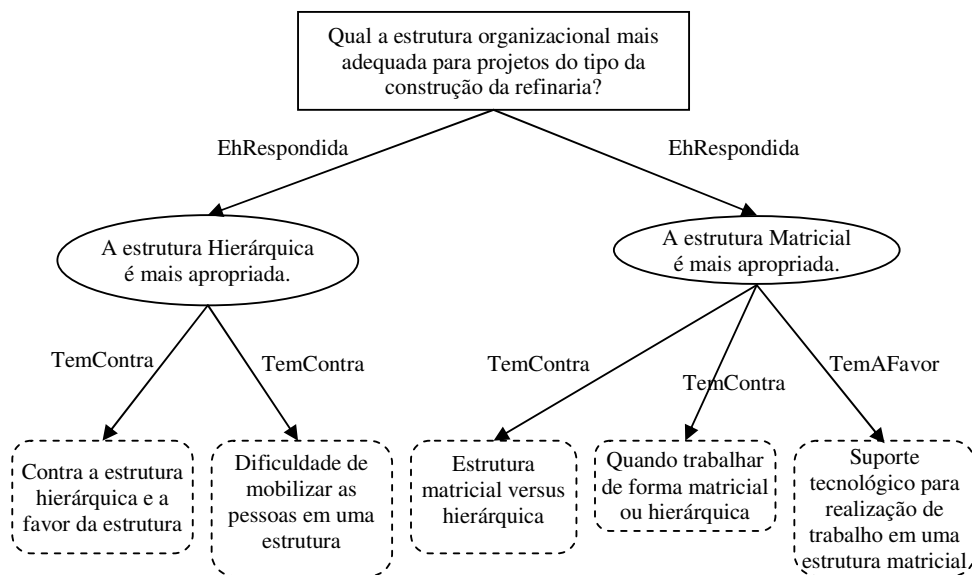 Qual a estrutura organizacional mais
adequada para projetos do tipo da
construção da refinaria?
EhRespondida
EhRespondida
A estrutura Hierárquica
é mais apropriada.
A estrutura Matricial
é mais apropriada.
TemContra
TemContra
TemContra
TemContra
TemAFavor
Contra a estrutura
hierárquica e a
favor da estrutura
Dificuldade de
mobilizar as
pessoas em uma
estrutura
Estrutura
matricial versus
hierárquica
Quando trabalhar
de forma matricial
ou hierárquica
Suporte
tecnológico para
realização de
trabalho em uma
estrutura matricial.